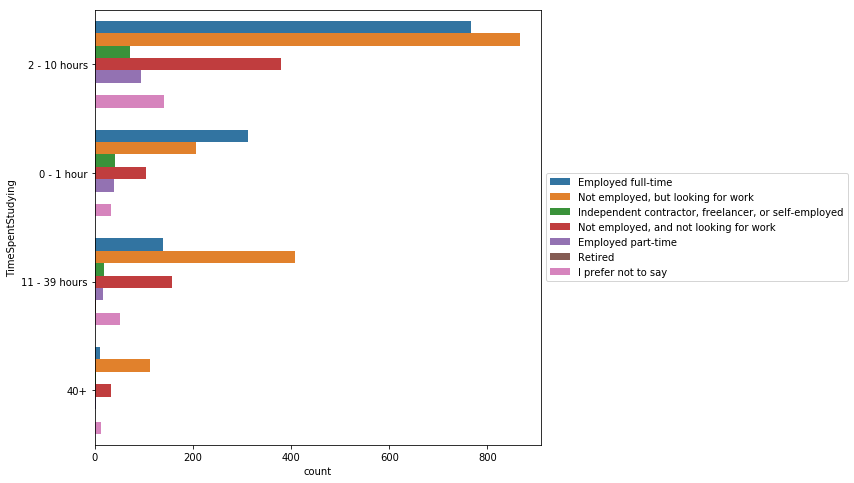 2 - 10 hours
0 - 1 hour
11 - 39 hours
40+
TimeSpentStudying
0
200
400
600
800
count
Employed full-time
Not employed, but looking for work
Independent contractor, freelancer, or self-employed
Not employed, and not looking for work
Employed part-time
Retired
I prefer not to say